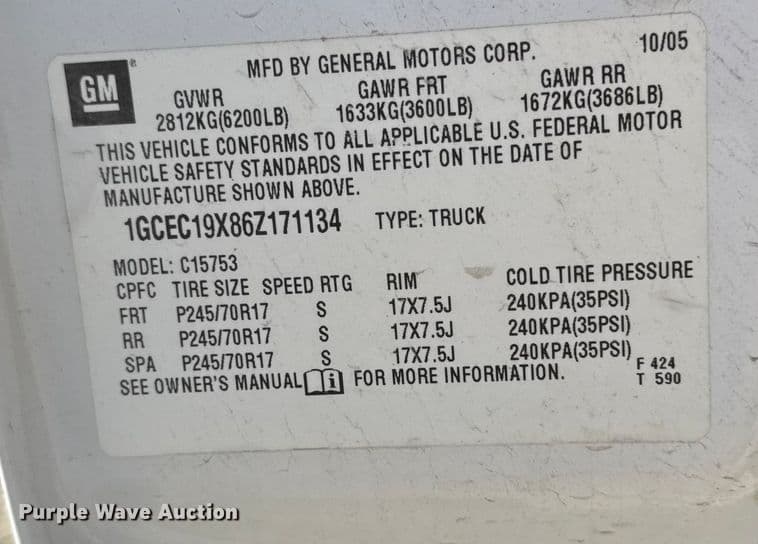 GM ®
MFD BY GENERAL MOTORS CORP. 10/05
GVWR GAWR FRT GAWR RR
2812KG(6200LB) 1633KG(3600LB) 1672KG(3686LB)
THIS VEHICLE CONFORMS TO ALL APPLICABLE U.S. FEDERAL MOTOR
VEHICLE SAFETY STANDARDS IN EFFECT ON THE DATE OF
MANUFACTURE SHOWN ABOVE.
1GCEC19X86Z171134 TYPE: TRUCK
MODEL: C15753
CPFC TIRE SIZE SPEED RTG RIM COLD TIRE PRESSURE
FRT P245/70R17 S 17X7.5J 240KPA(35PSI)
RR P245/70R17 S 17X7.5J 240KPA(35PSI)
SPA P245/70R17 S 17X7.5J 240KPA(35PSI)
SEE OWNER'S MANUAL i FOR MORE INFORMATION.
F 424
T 590
Purple Wave Auction